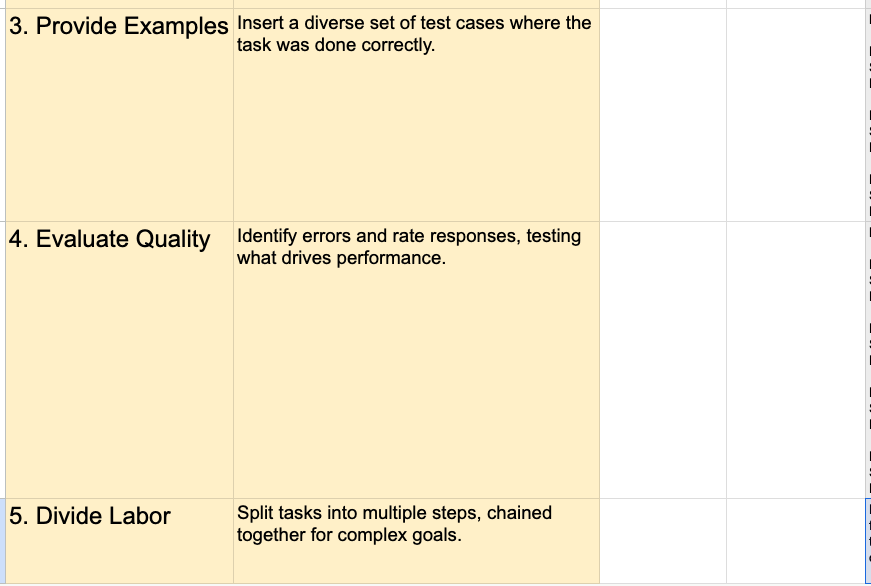 3. Provide Examples
Insert a diverse set of test cases where the
task was done correctly.
4. Evaluate Quality
Identify errors and rate responses, testing
what drives performance.
5. Divide Labor
Split tasks into multiple steps, chained
together for complex goals.